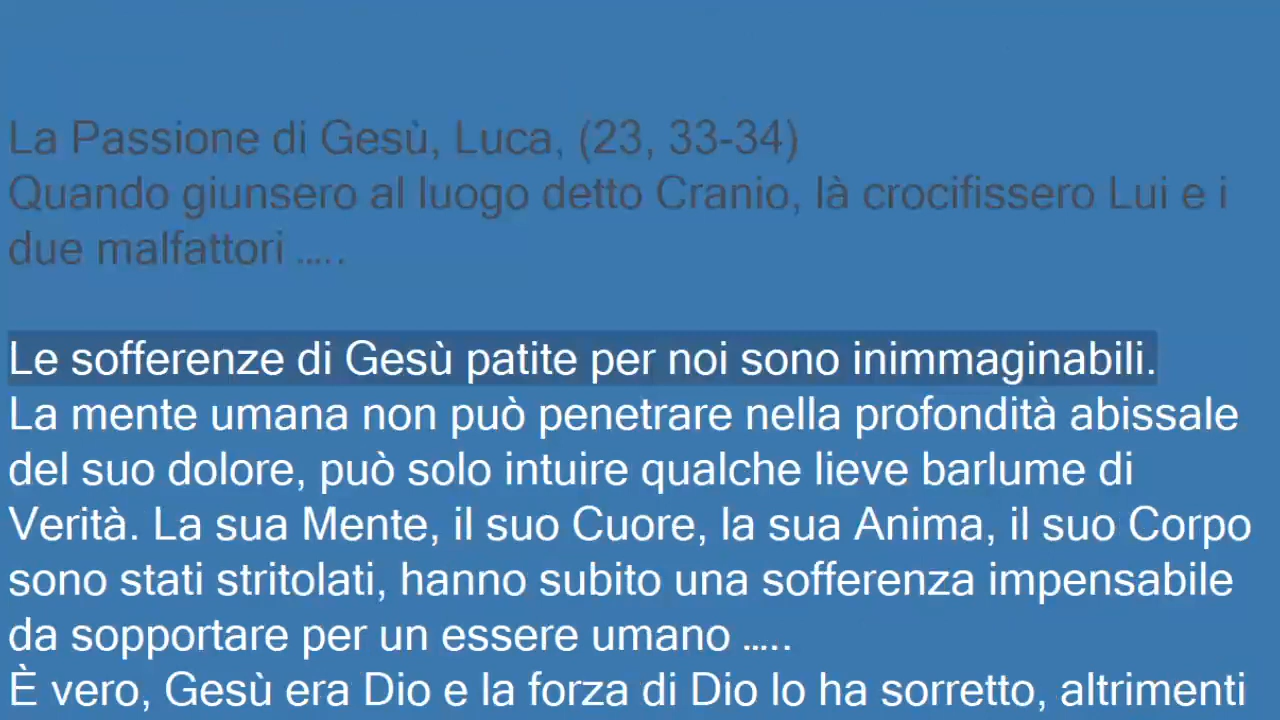 La Passione di Gesù, Luca, (23, 33-34)
Quando giunsero al luogo detto Cranio, là crocifissero Lui e i
due malfattori .....
Le sofferenze di Gesù patite per noi sono inimmaginabili.
La mente umana non può penetrare nella profondità abissale
del suo dolore, può solo intuire qualche lieve barlume di
Verità. La sua Mente, il suo Cuore, la sua Anima, il suo Corpo
sono stati stritolati, hanno subito una sofferenza impensabile
da sopportare per un essere umano .....
È vero, Gesù era Dio e la forza di Dio lo ha sorretto, altrimenti